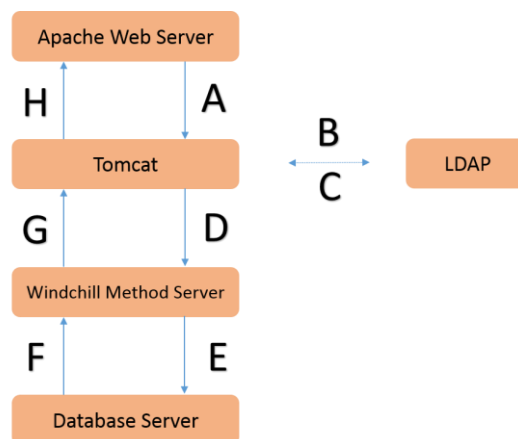 Apache Web Server
H
A
B
Tomcat
LDAP
C
G
D
Windchill Method Server
F
E
Database Server